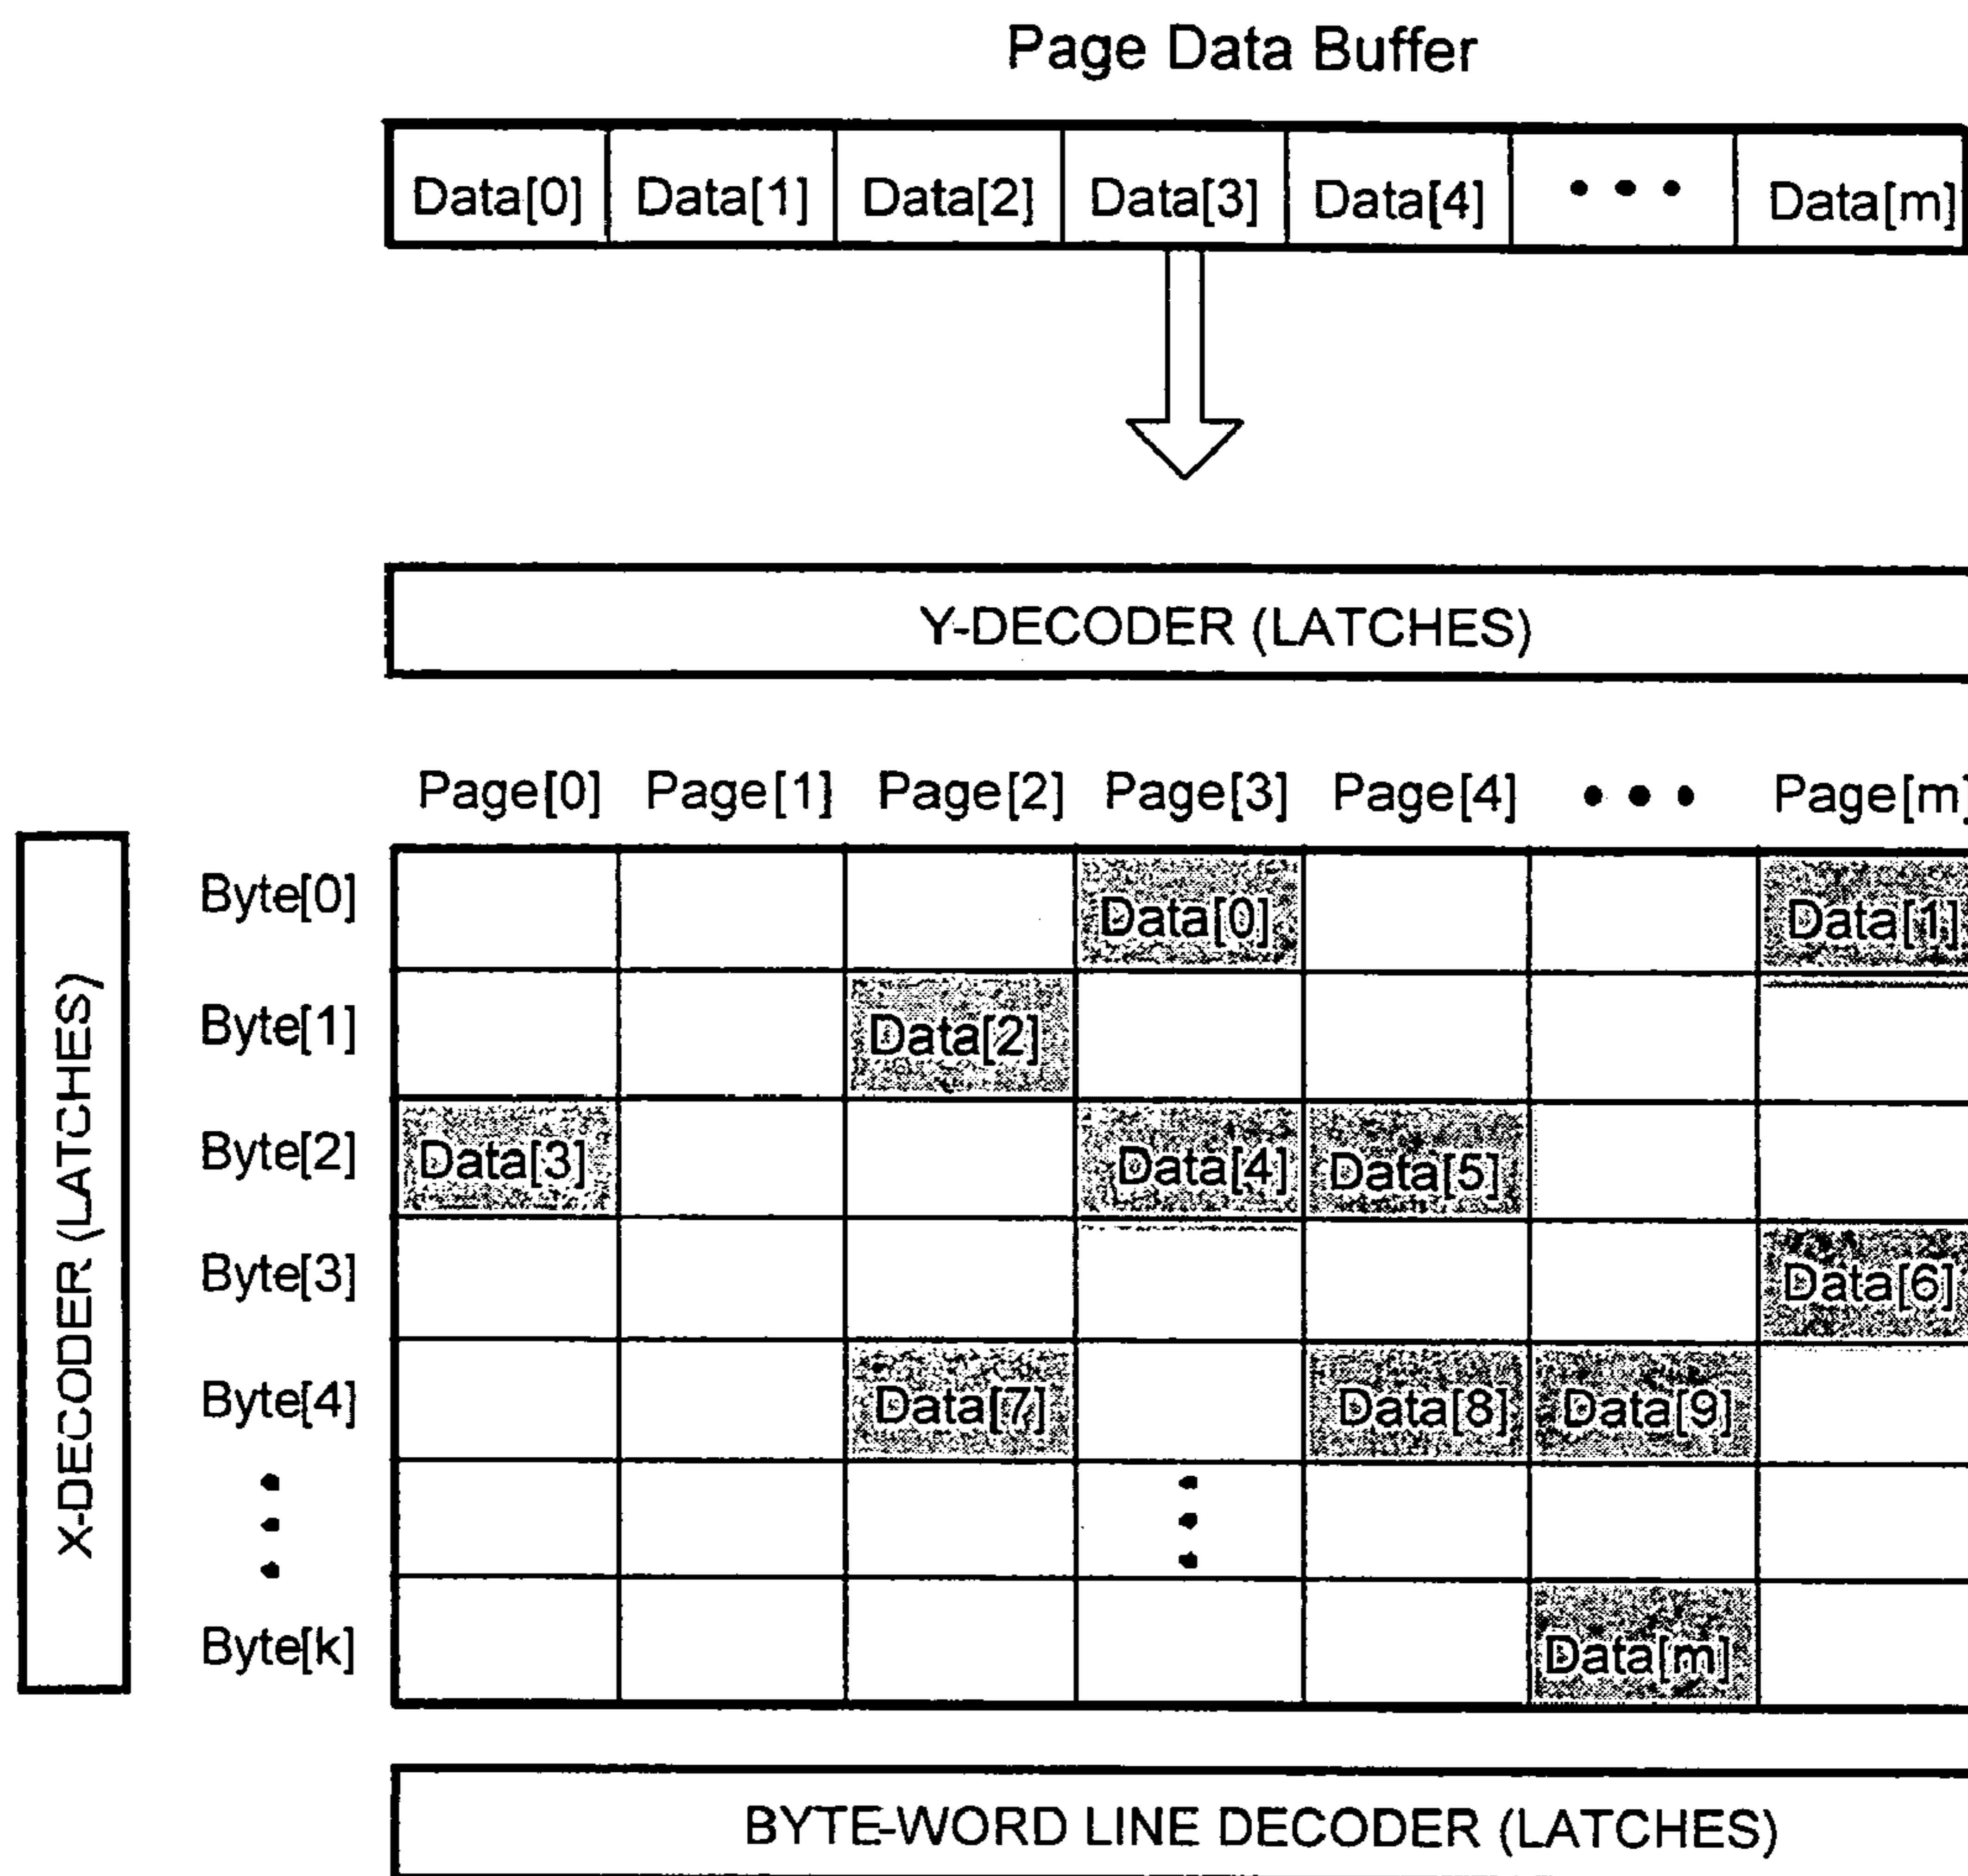 Page Data Buffer
Data[0] Data[1] Data[2] Data[3] Data[4] • • • Data[m]
Y-DECODER (LATCHES)
Page[0] Page[1] Page[2] Page[3] Page[4] • • • Page[m]
X-DECODER (LATCHES)
Byte[0] Data[0] Data[1]
Byte[1] Data[2]
Byte[2] Data[3] Data[4] Data[5]
Byte[3] Data[6]
Byte[4] Data[7] Data[8] Data[9]
Byte[k] Data[m]
BYTE-WORD LINE DECODER (LATCHES)